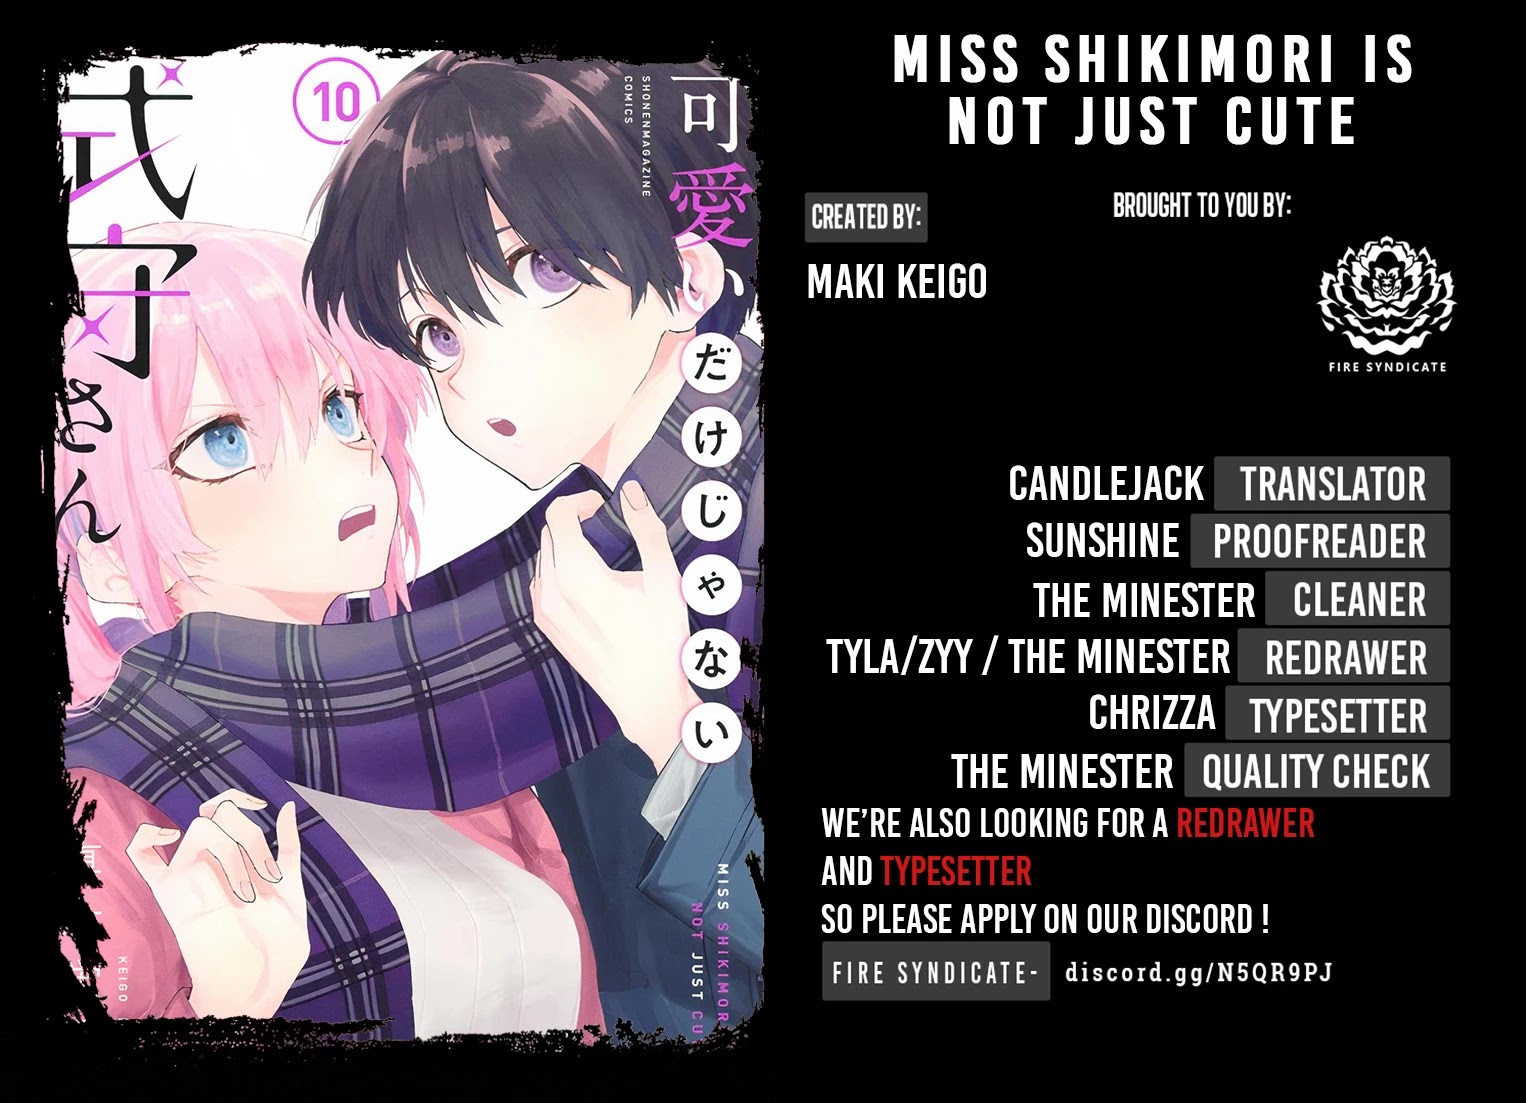 式守さん
10
SHONENMAGAZINE
COMICS
可愛い
だけじゃない
KEIGO
MISS SHIKIMOR
NOT JUST CU
MISS SHIKIMORI IS
NOT JUST CUTE
CREATED BY:
MAKI KEIGO
BROUGHT TO YOU BY:
FIRE SYNDICATE
CANDLEJACK TRANSLATOR
SUNSHINE PROOFREADER
THE MINESTER CLEANER
TYLA/ZYY / THE MINESTER REDRAWER
CHRIZZA TYPESETTER
THE MINESTER QUALITY CHECK
WE'RE ALSO LOOKING FOR A REDRAWER
AND TYPESETTER
SO PLEASE APPLY ON OUR DISCORD !
FIRE SYNDICATE- discord.gg/N5QR9PJ